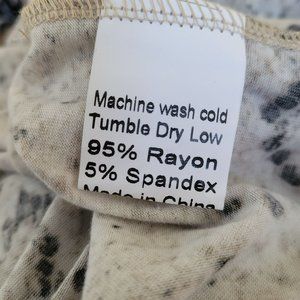 Machine wash cold
Tumble Dry Low
95% Rayon
5% Spandex
Made in China